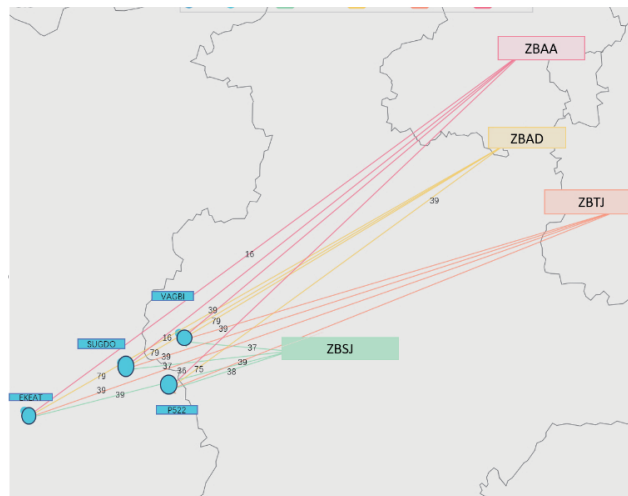 ZBAA
ZBAD
39
ZBTJ
16
VAGBI
39
79
39
16
SUGDO
ZBSJ
37
79
39
37
36
75
39
38
79
EKEAT
39
39
P522